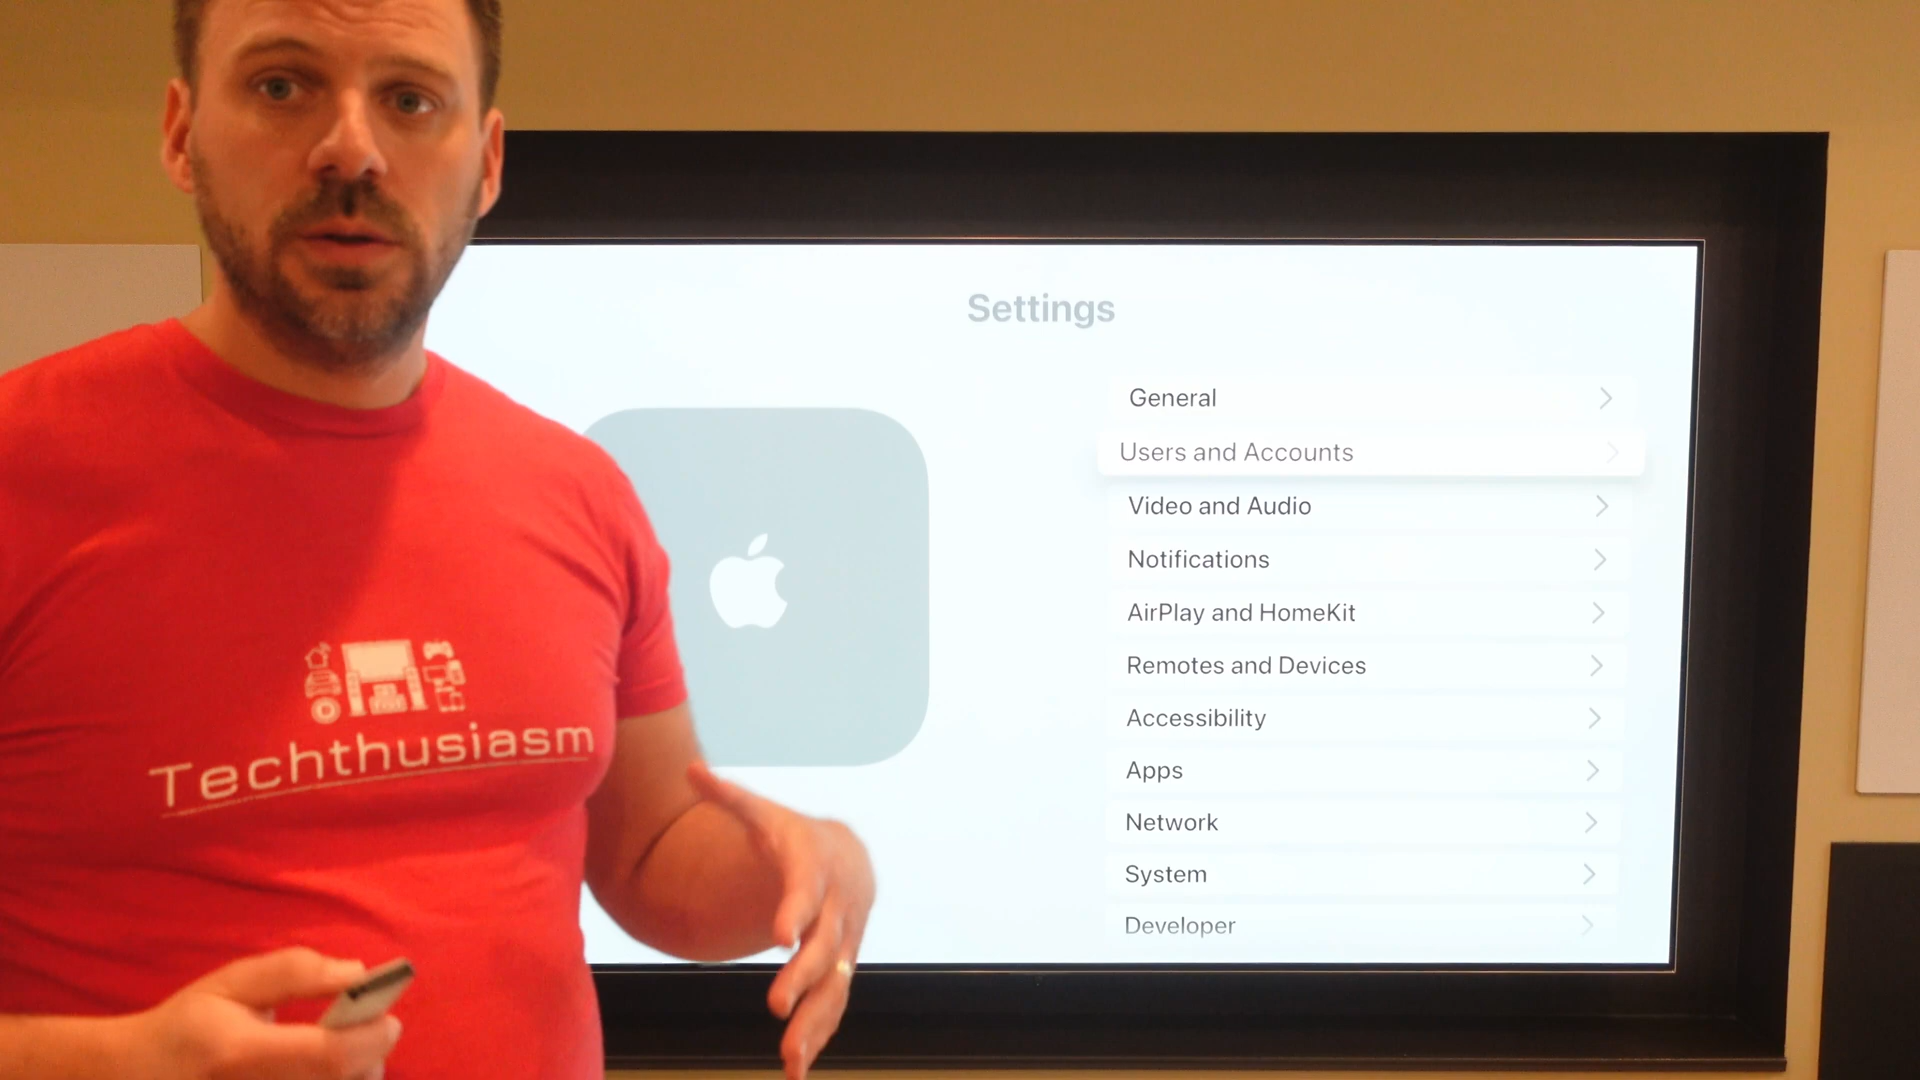 Settings
General
Users and Accounts
Video and Audio
Notifications
AirPlay and HomeKit
Remotes and Devices
Accessibility
Apps
Network
System
Developer
Techthusiasm